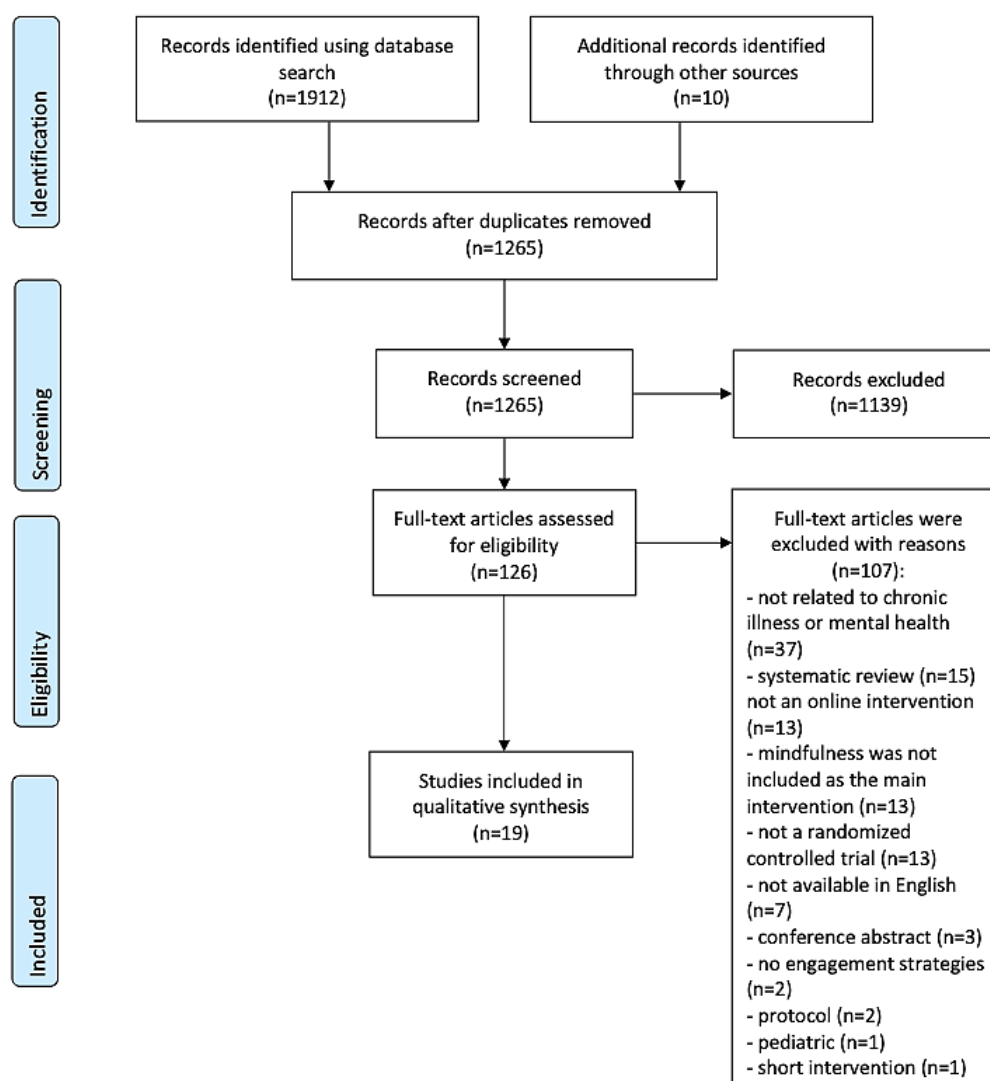 Identification
Records identified using database
search
(n=1912)
Additional records identified
through other sources
(n=10)
Records after duplicates removed
(n=1265)
Screening
Records screened
(n=1265)
Records excluded
(n=1139)
Eligibility
Full-text articles assessed
for eligibility
(n=126)
Full-text articles were
excluded with reasons
(n=107):
- not related to chronic
illness or mental health
(n=37)
- systematic review (n=15)
not an online intervention
(n=13)
- mindfulness was not
included as the main
intervention (n=13)
- not a randomized
controlled trial (n=13)
- not available in English
(n=7)
- conference abstract (n=3)
- no engagement strategies
(n=2)
- protocol (n=2)
- pediatric (n=1)
- short intervention (n=1)
Included
Studies included in
qualitative synthesis
(n=19)